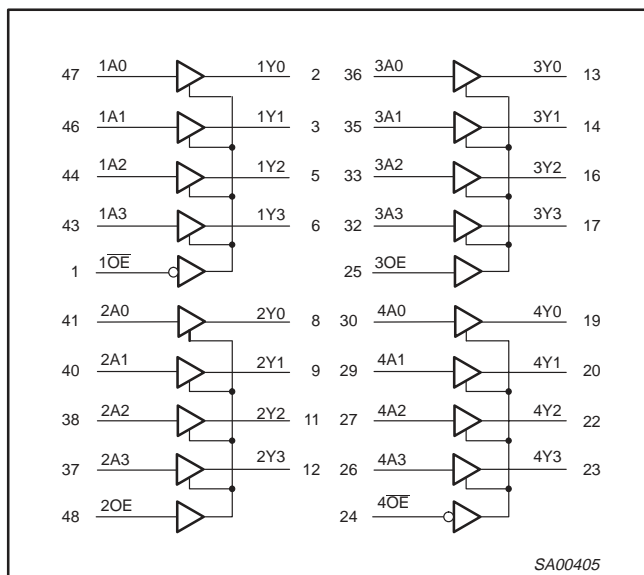 47 1A0 1Y0 2 36 3A0 3Y0 13
46 1A1 1Y1 3 35 3A1 3Y1 14
44 1A2 1Y2 5 33 3A2 3Y2 16
43 1A3 1Y3 6 32 3A3 3Y3 17
1 1O̅E̅ 25 3OE
41 2A0 2Y0 8 30 4A0 4Y0 19
40 2A1 2Y1 9 29 4A1 4Y1 20
38 2A2 2Y2 11 27 4A2 4Y2 22
37 2A3 2Y3 12 26 4A3 4Y3 23
48 2OE 24 4O̅E̅
SA00405